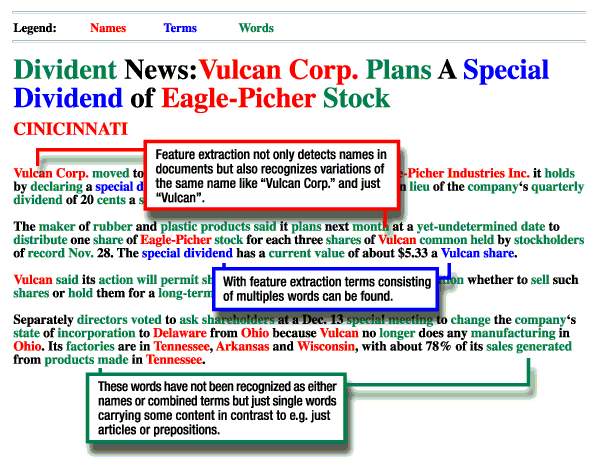 Legend: Names Terms Words
Divident News:Vulcan Corp. Plans A Special
Dividend of Eagle-Picher Stock
CINICINNATI
Vulcan Corp. moved to
e-Picher Industries Inc. it holds
by declaring a special d
lieu of the company‘s quarterly
dividend of 20 cents a s
Feature extraction not only detects names in
documents but also recognizes variations of
the same name like “Vulcan Corp.” and just
“Vulcan”.
The maker of rubber and plastic products said it plans next month at a yet-undetermined date to
distribute one share of Eagle-Picher stock for each three shares of Vulcan common held by stockholders
of record Nov. 28. The special dividend has a current value of about $5.33 a Vulcan share.
Vulcan said its action will permit sh
on whether to sell such
shares or hold them for a long-term
With feature extraction terms consisting
of multiples words can be found.
Separately directors voted to ask shareholders at a Dec. 13 special meeting to change the company‘s
state of incorporation to Delaware from Ohio because Vulcan no longer does any manufacturing in
Ohio. Its factories are in Tennessee, Arkansas and Wisconsin, with about 78% of its sales generated
from products made in Tennessee.
These words have not been recognized as either
names or combined terms but just single words
carrying some content in contrast to e.g. just
articles or prepositions.